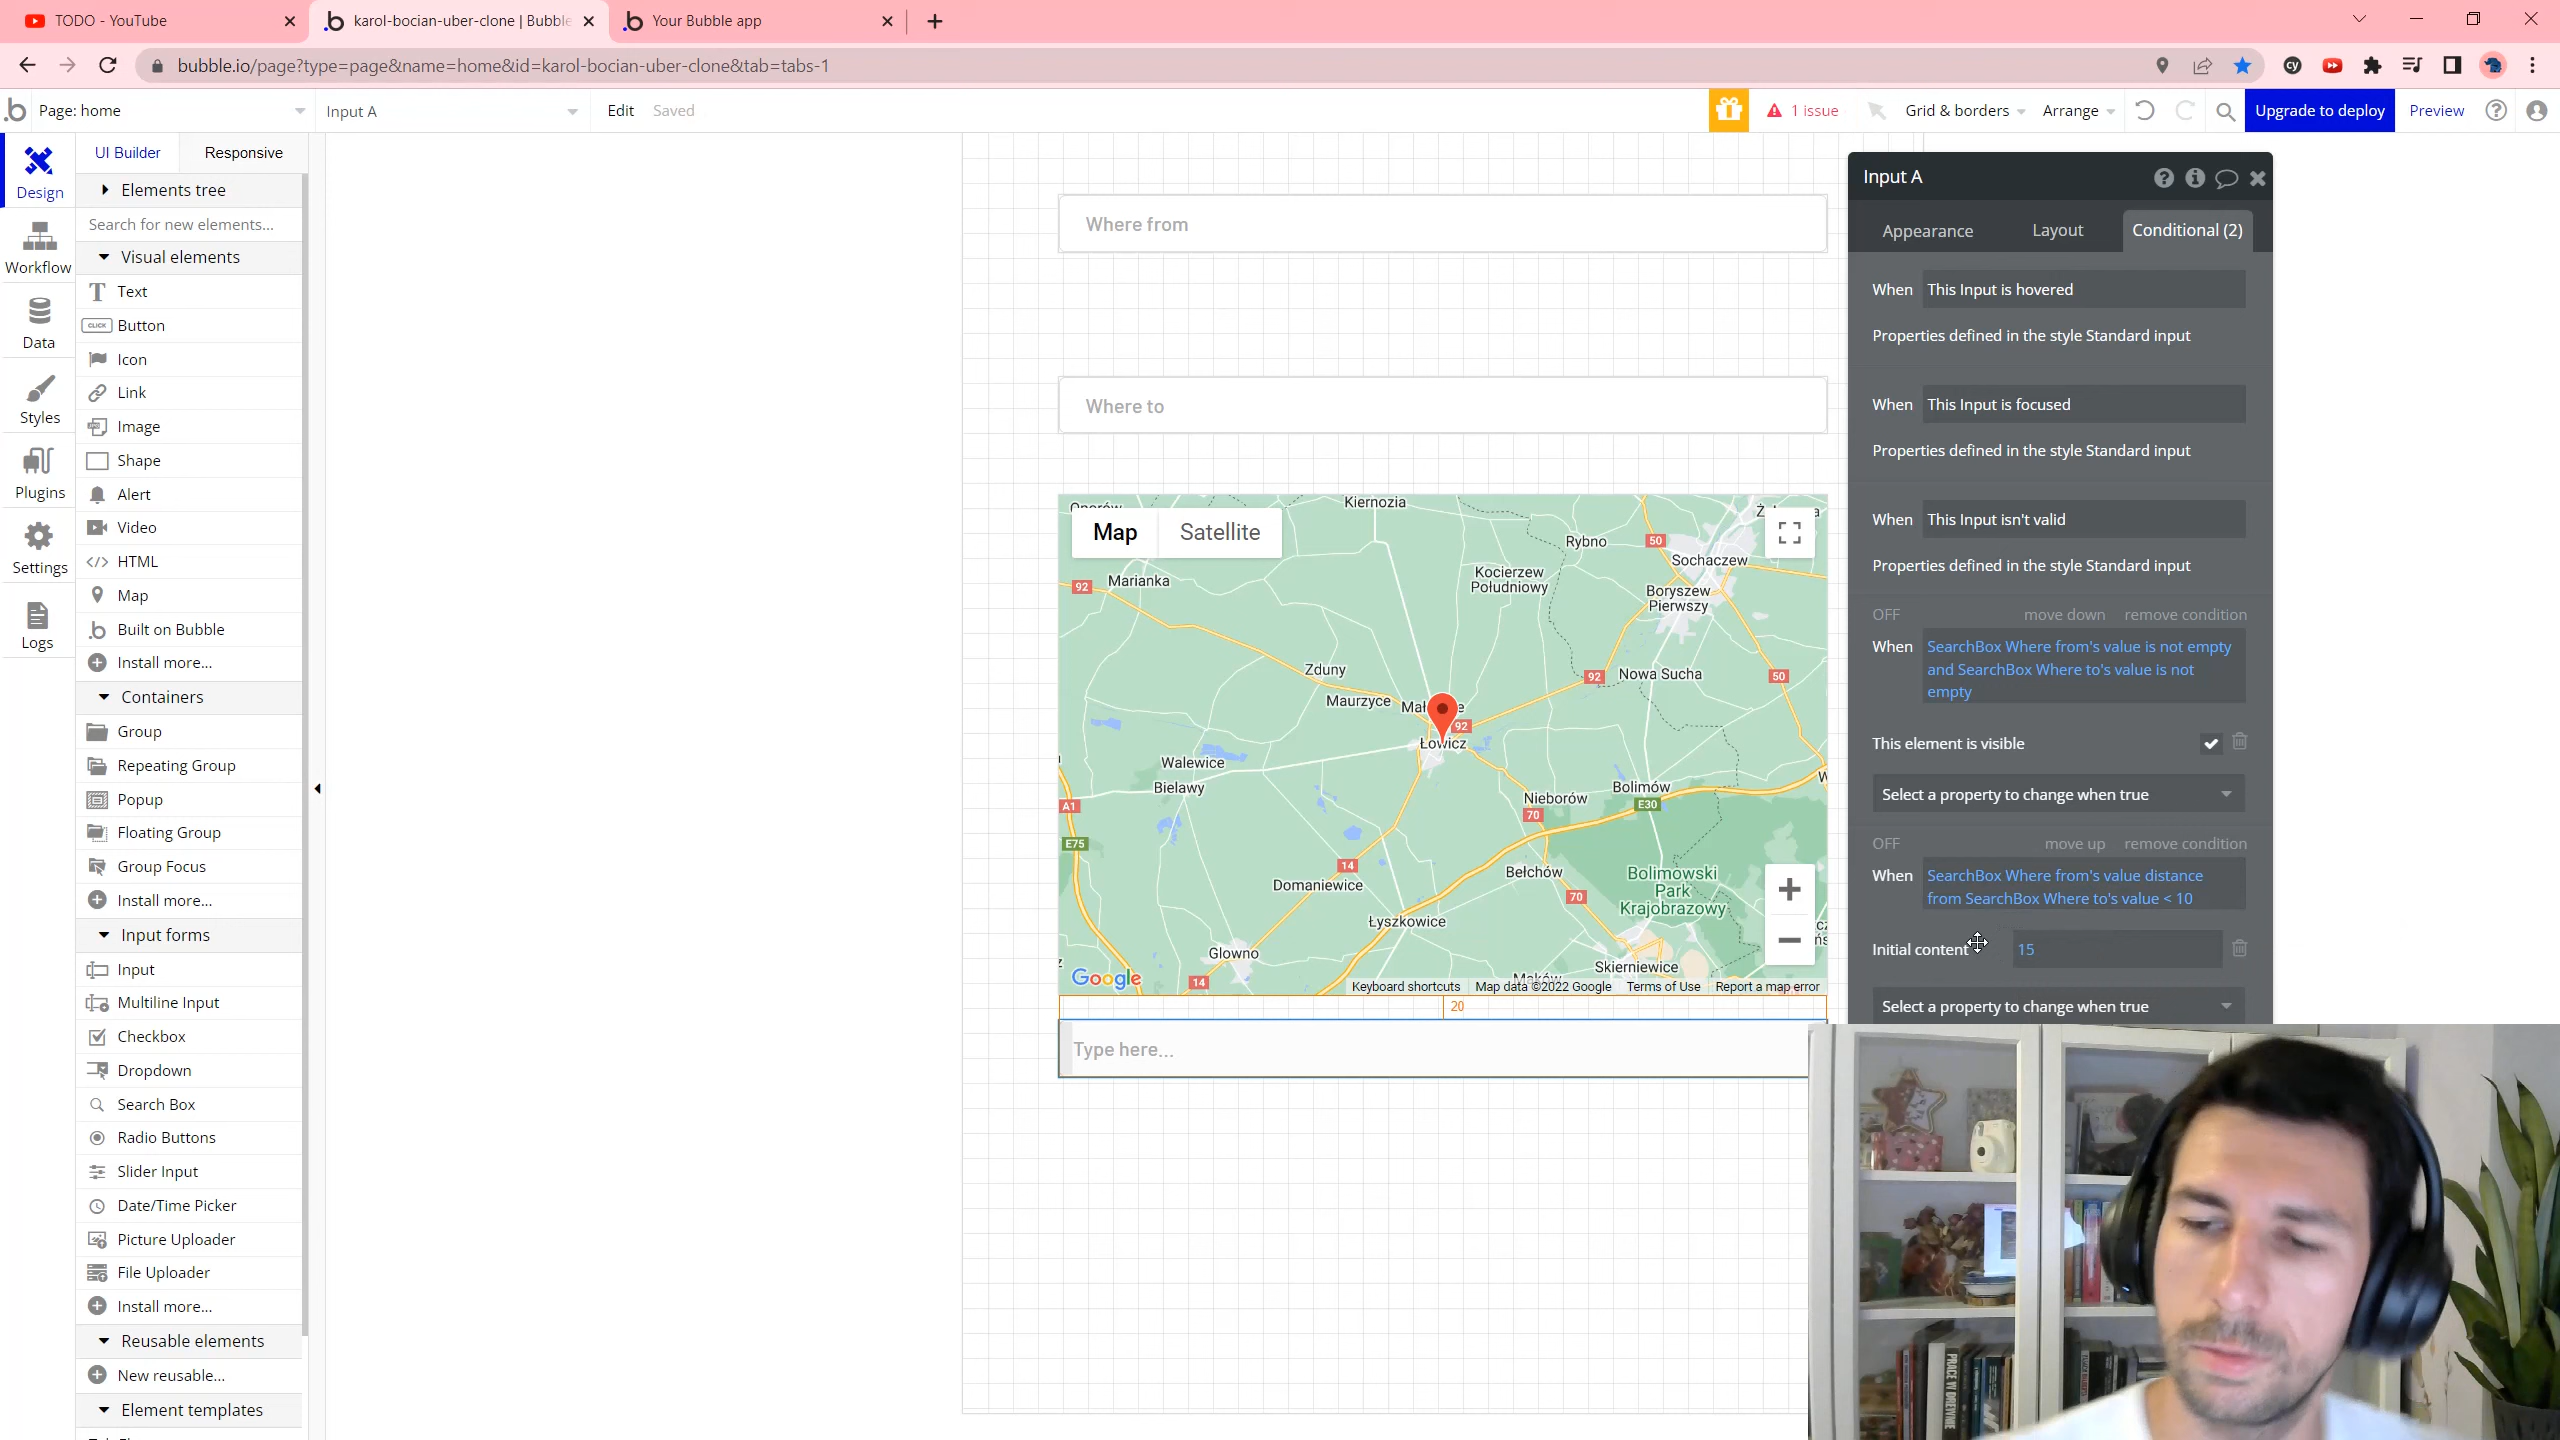 TODO - YouTube
karol-bocian-uber-clone | Bubble
Your Bubble app
bubble.io/page?type=page&name=home&id=karol-bocian-uber-clone&tab=tabs-1
Page: home
Input A
Edit
Saved
1 issue
Grid & borders
Arrange
Upgrade to deploy
Preview
UI Builder
Responsive
Design
Workflow
Data
Styles
Plugins
Settings
Logs
Elements tree
Search for new elements...
Visual elements
Text
CLICK Button
Icon
Link
Image
Shape
Alert
Video
HTML
Map
Built on Bubble
Install more...
Containers
Group
Repeating Group
Popup
Floating Group
Group Focus
Install more...
Input forms
Input
Multiline Input
Checkbox
Dropdown
Search Box
Radio Buttons
Slider Input
Date/Time Picker
Picture Uploader
File Uploader
Install more...
Reusable elements
New reusable...
Element templates
Where from
Where to
Map
Satellite
Kiernozia
Rybno
50
Sochaczew
92
Marianka
Kocierzew
Południowy
Boryszew
Pierwszy
Zduny
Nowa Sucha
92
50
Maurzyce
92
Łowicz
Walewice
Bielawy
Bolimów
Nieborów
E30
A1
70
E75
14
Bełchów
Domaniewice
Bolimowski
Park
Krajobrazowy
70
Łyszkowice
Glowno
Skierniewice
14
Google
Keyboard shortcuts
Map data ©2022 Google
Terms of Use
Report a map error
20
Type here...
Input A
Appearance
Layout
Conditional (2)
When This Input is hovered
Properties defined in the style Standard input
When This Input is focused
Properties defined in the style Standard input
When This Input isn't valid
Properties defined in the style Standard input
OFF move down remove condition
When SearchBox Where from's value is not empty
and SearchBox Where to's value is not
empty
This element is visible
Select a property to change when true
OFF move up remove condition
When SearchBox Where from's value distance
from SearchBox Where to's value < 10
Initial content 15
Select a property to change when true